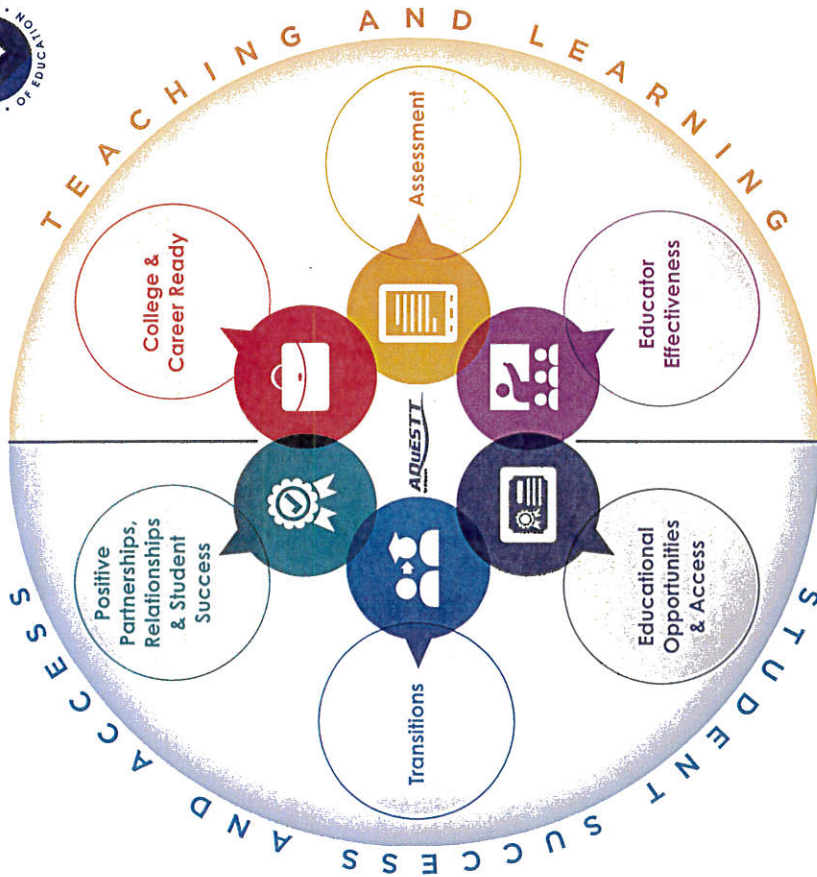 OF EDUCATION
TEACHING AND LEARNING
College &
Career Ready
Assessment
Educator
Effectiveness
AQuESTT
Positive
Partnerships,
Relationships
& Student
Success
Transitions
Educational
Opportunities
& Access
STUDENT SUCCESS AND ACCESS